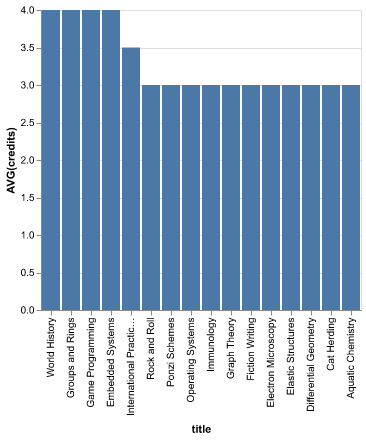 4.0
3.5
3.0
2.5
2.0
1.5
1.0
0.5
0.0
AVG(credits)
World History
Groups and Rings
Game Programming
Embedded Systems
International Practic…
Rock and Roll
Ponzi Schemes
Operating Systems
Immunology
Graph Theory
Fiction Writing
Electron Microscopy
Elastic Structures
Differential Geometry
Cat Herding
Aquatic Chemistry
title